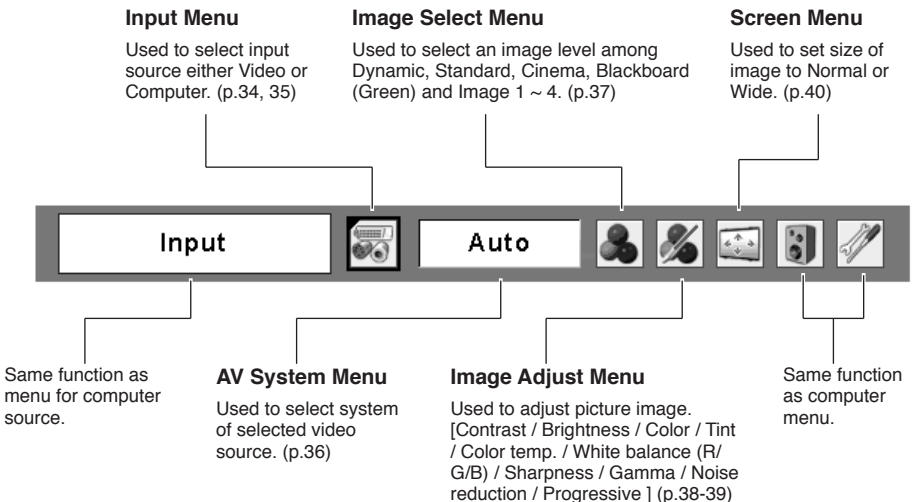 Input Menu
Used to select input
source either Video or
Computer. (p.34, 35)
Image Select Menu
Used to select an image level among
Dynamic, Standard, Cinema, Blackboard
(Green) and Image 1 ~ 4. (p.37)
Screen Menu
Used to set size of
image to Normal or
Wide. (p.40)
Input
Auto
Same function as
menu for computer
source.
AV System Menu
Used to select system
of selected video
source. (p.36)
Image Adjust Menu
Used to adjust picture image.
[Contrast / Brightness / Color / Tint
/ Color temp. / White balance (R/
G/B) / Sharpness / Gamma / Noise
reduction / Progressive ] (p.38-39)
Same function
as computer
menu.